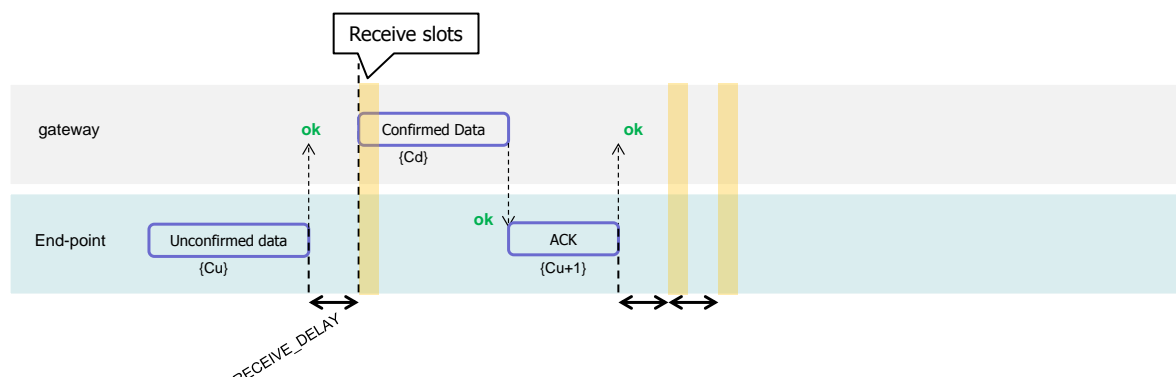 Receive slots
gateway
ok
Confirmed Data
ok
{Cd}
ok
End-point
Unconfirmed data
ACK
{Cu}
{Cu+1}
RECEIVE_DELAY